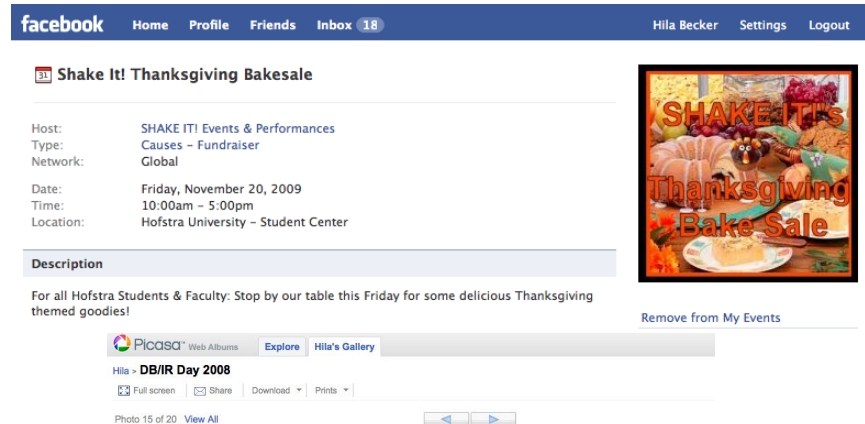 facebook Home Profile Friends Inbox 18 Hila Becker Settings Logout
31 Shake It! Thanksgiving Bakesale
Host: SHAKE IT! Events & Performances
Type: Causes – Fundraiser
Network: Global
Date: Friday, November 20, 2009
Time: 10:00am – 5:00pm
Location: Hofstra University – Student Center
SHAKE IT!'s
Thanksgiving
Bake Sale
Description
For all Hofstra Students & Faculty: Stop by our table this Friday for some delicious Thanksgiving
themed goodies!
Remove from My Events
Picasa™ Web Albums Explore Hila's Gallery
Hila > DB/IR Day 2008
Full screen Share Download Prints
Photo 15 of 20 View All